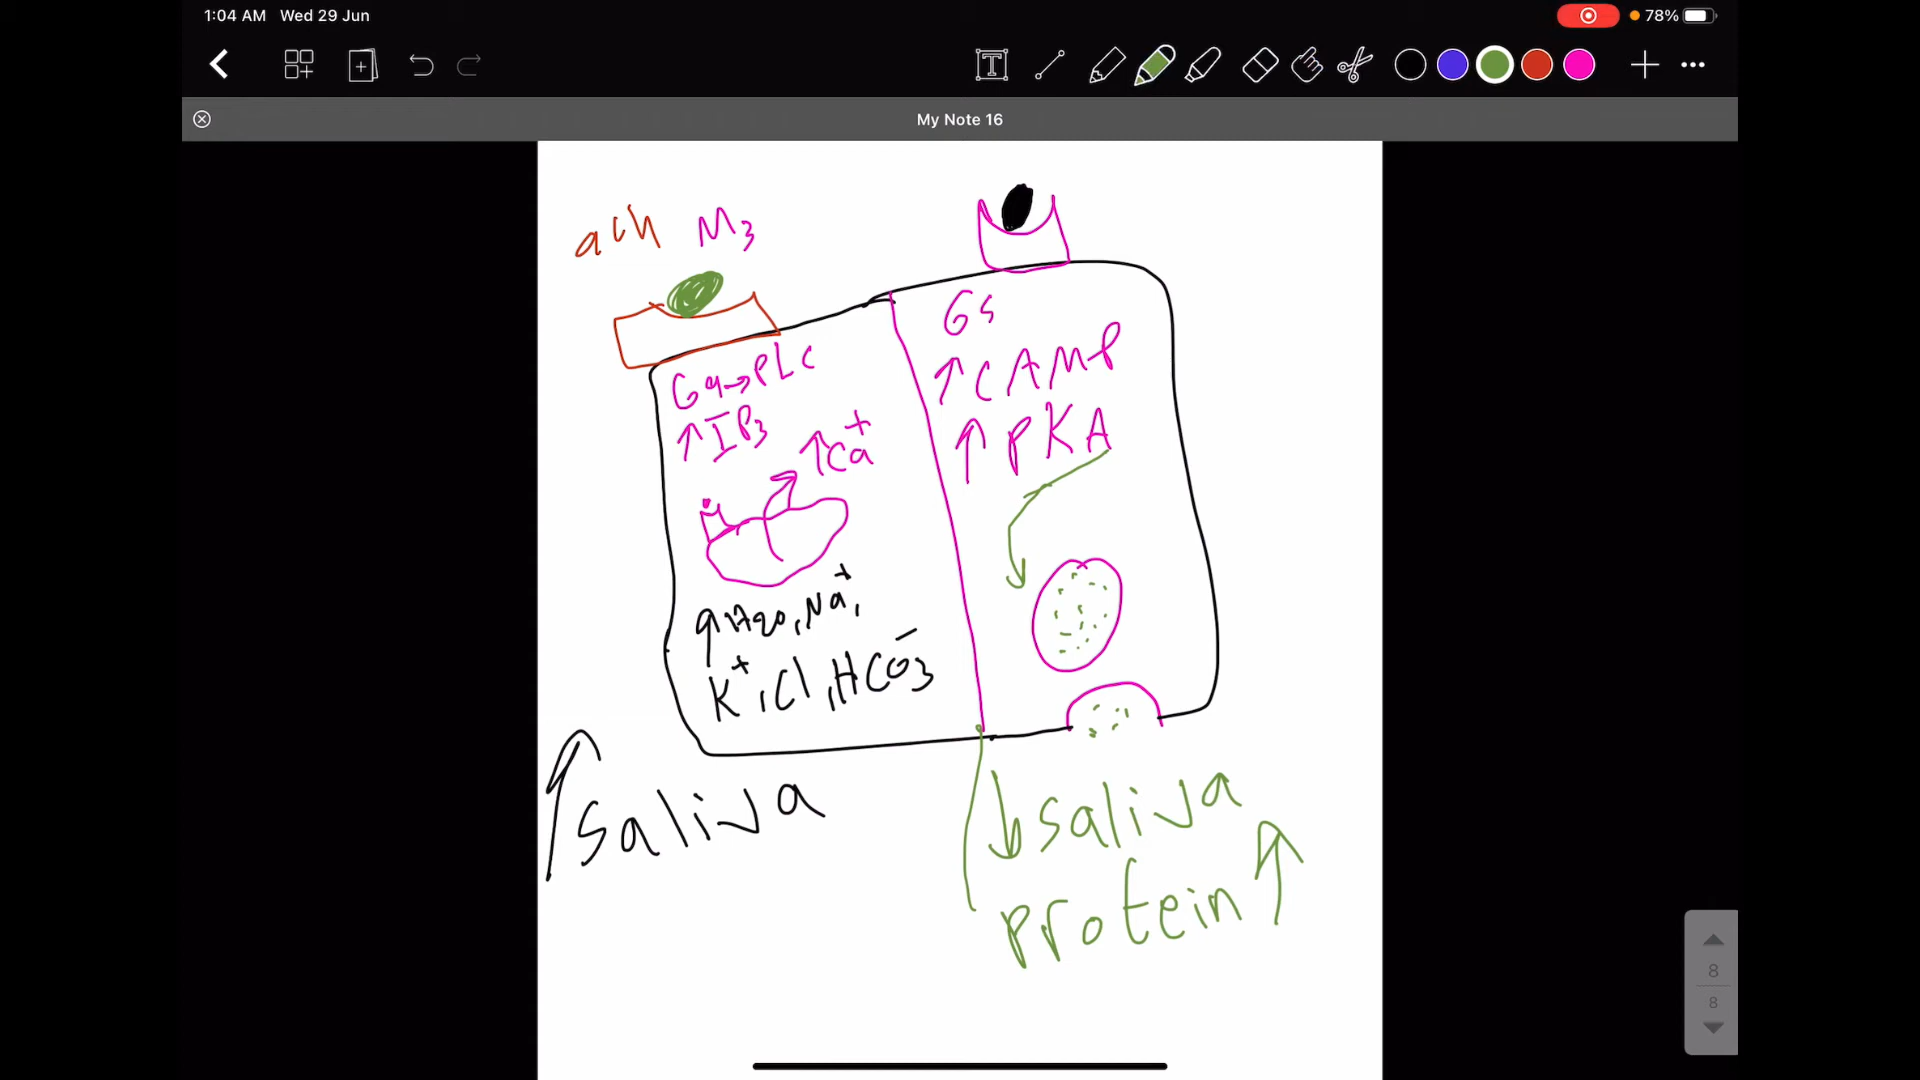 1:04 AM Wed 29 Jun
78%
T
My Note 16
ach M3
Gq→PLC
↑IP3
↑Ca+
↑H2O, Na+,
K+, Cl, HCO3-
↑ saliva
Gs
↑CAMP
↑PKA
↓ saliva
protein ↑
8
8